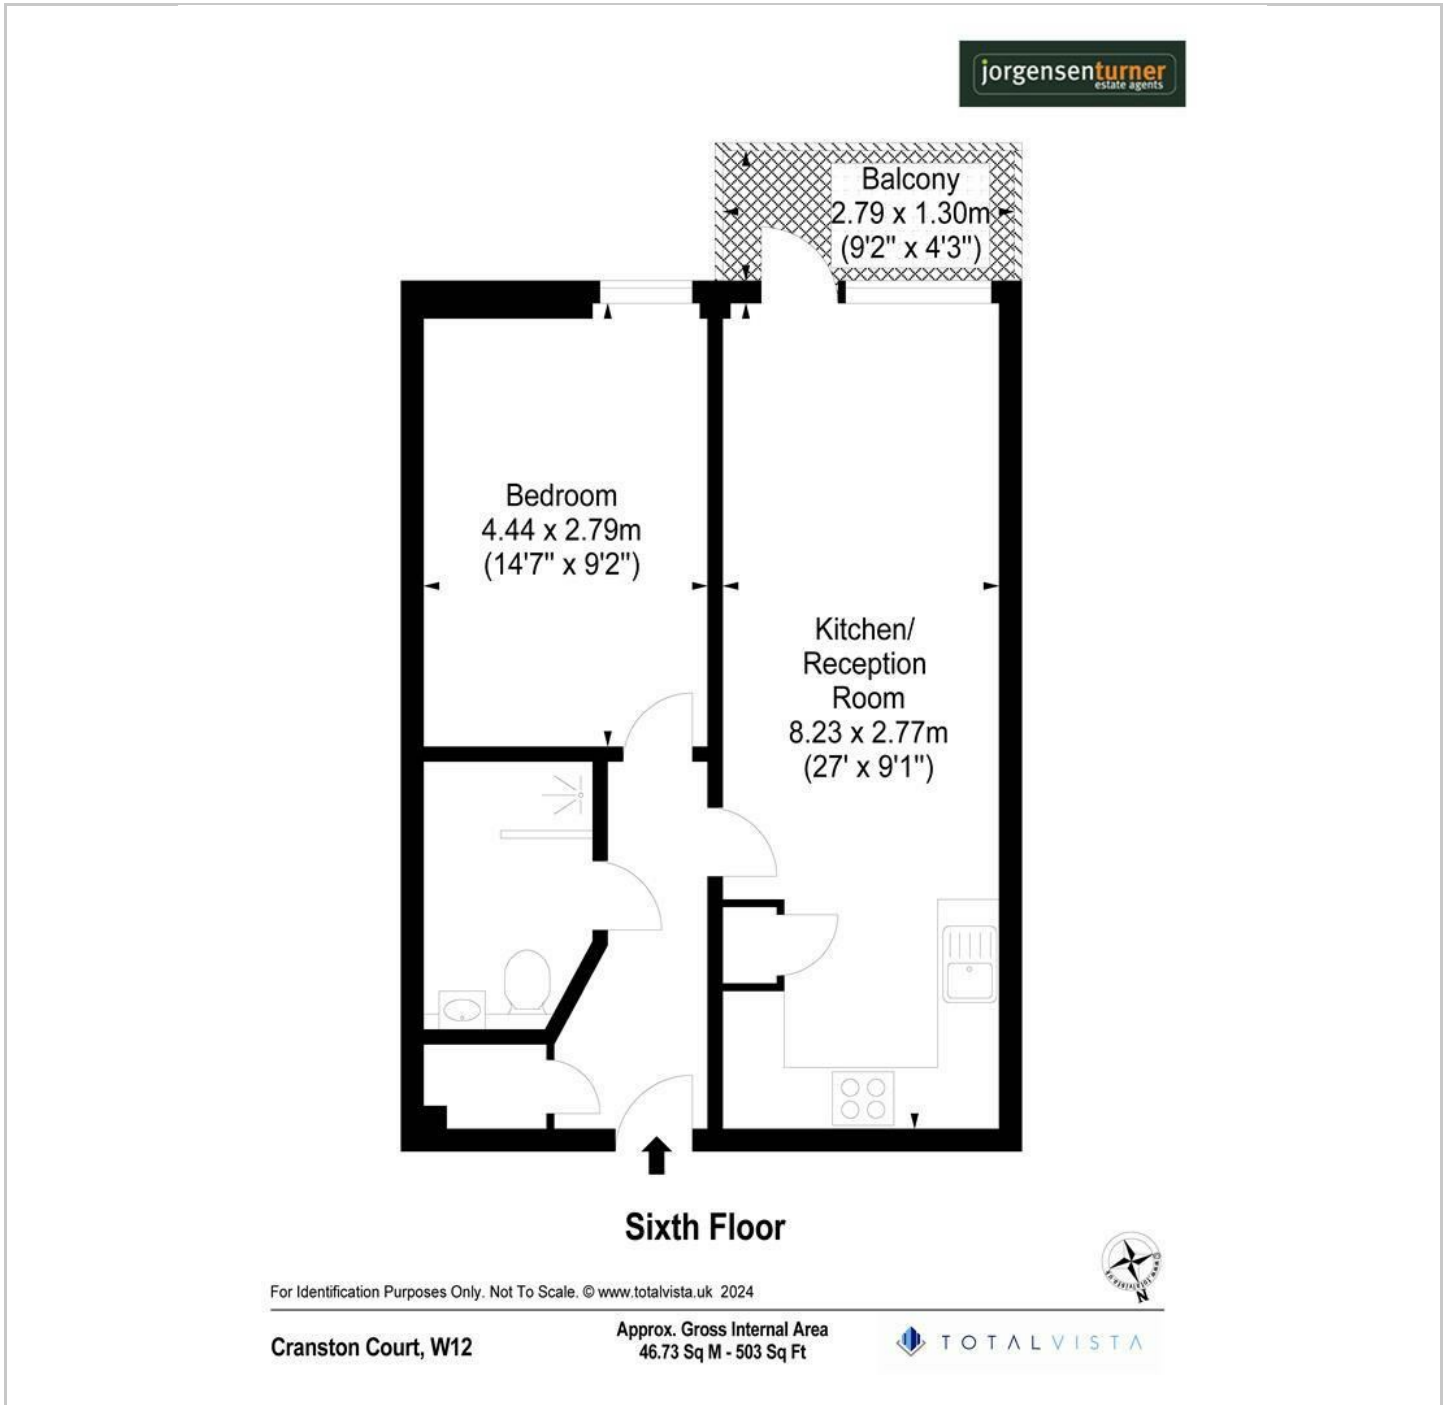 jorgensenturner
estate agents
Balcony
2.79 x 1.30m
(9'2" x 4'3")
Bedroom
4.44 x 2.79m
(14'7" x 9'2")
Kitchen/
Reception
Room
8.23 x 2.77m
(27' x 9'1")
Sixth Floor
N
For Identification Purposes Only. Not To Scale. © www.totalvista.uk 2024
Cranston Court, W12
Approx. Gross Internal Area
46.73 Sq M - 503 Sq Ft
TOTALVISTA